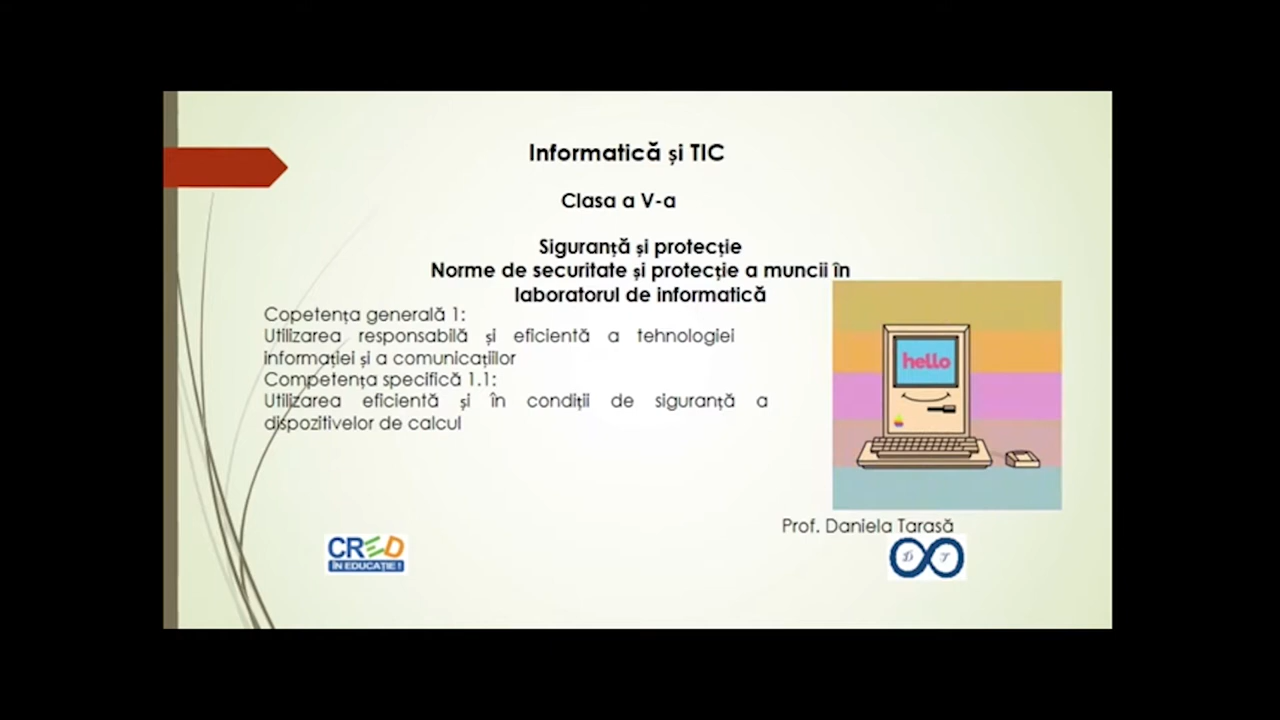 Informatică și TIC
Clasa a V-a
Siguranță și protecție
Norme de securitate și protecție a muncii în
laboratorul de informatică
Copetența generală 1:
Utilizarea responsabilă și eficientă a tehnologiei
informației și a comunicațiilor
Competența specifică 1.1:
Utilizarea eficientă și în condiții de siguranță a
dispozitivelor de calcul
hello
Prof. Daniela Tarasă
CRED
ÎN EDUCAȚIE !
D T